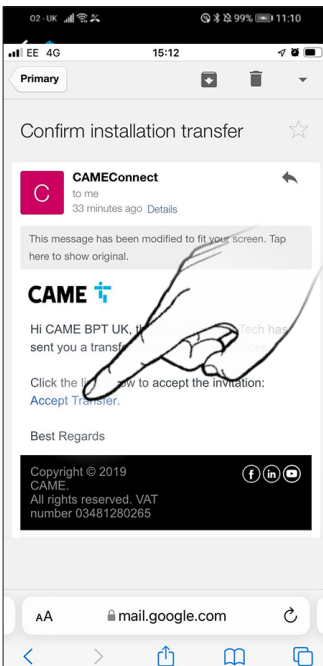 O2-UK 99% 11:10
EE 4G 15:12
Primary
Confirm installation transfer
C
CAMEConnect
to me
33 minutes ago Details
This message has been modified to fit your screen. Tap
here to show original.
CAME
Hi CAME BPT UK, Tech has
sent you a
Click the to accept the invitation:
Accept Transfer.
Best Regards
Copyright © 2019
CAME.
All rights reserved. VAT
number 03481280265
f in
AA mail.google.com